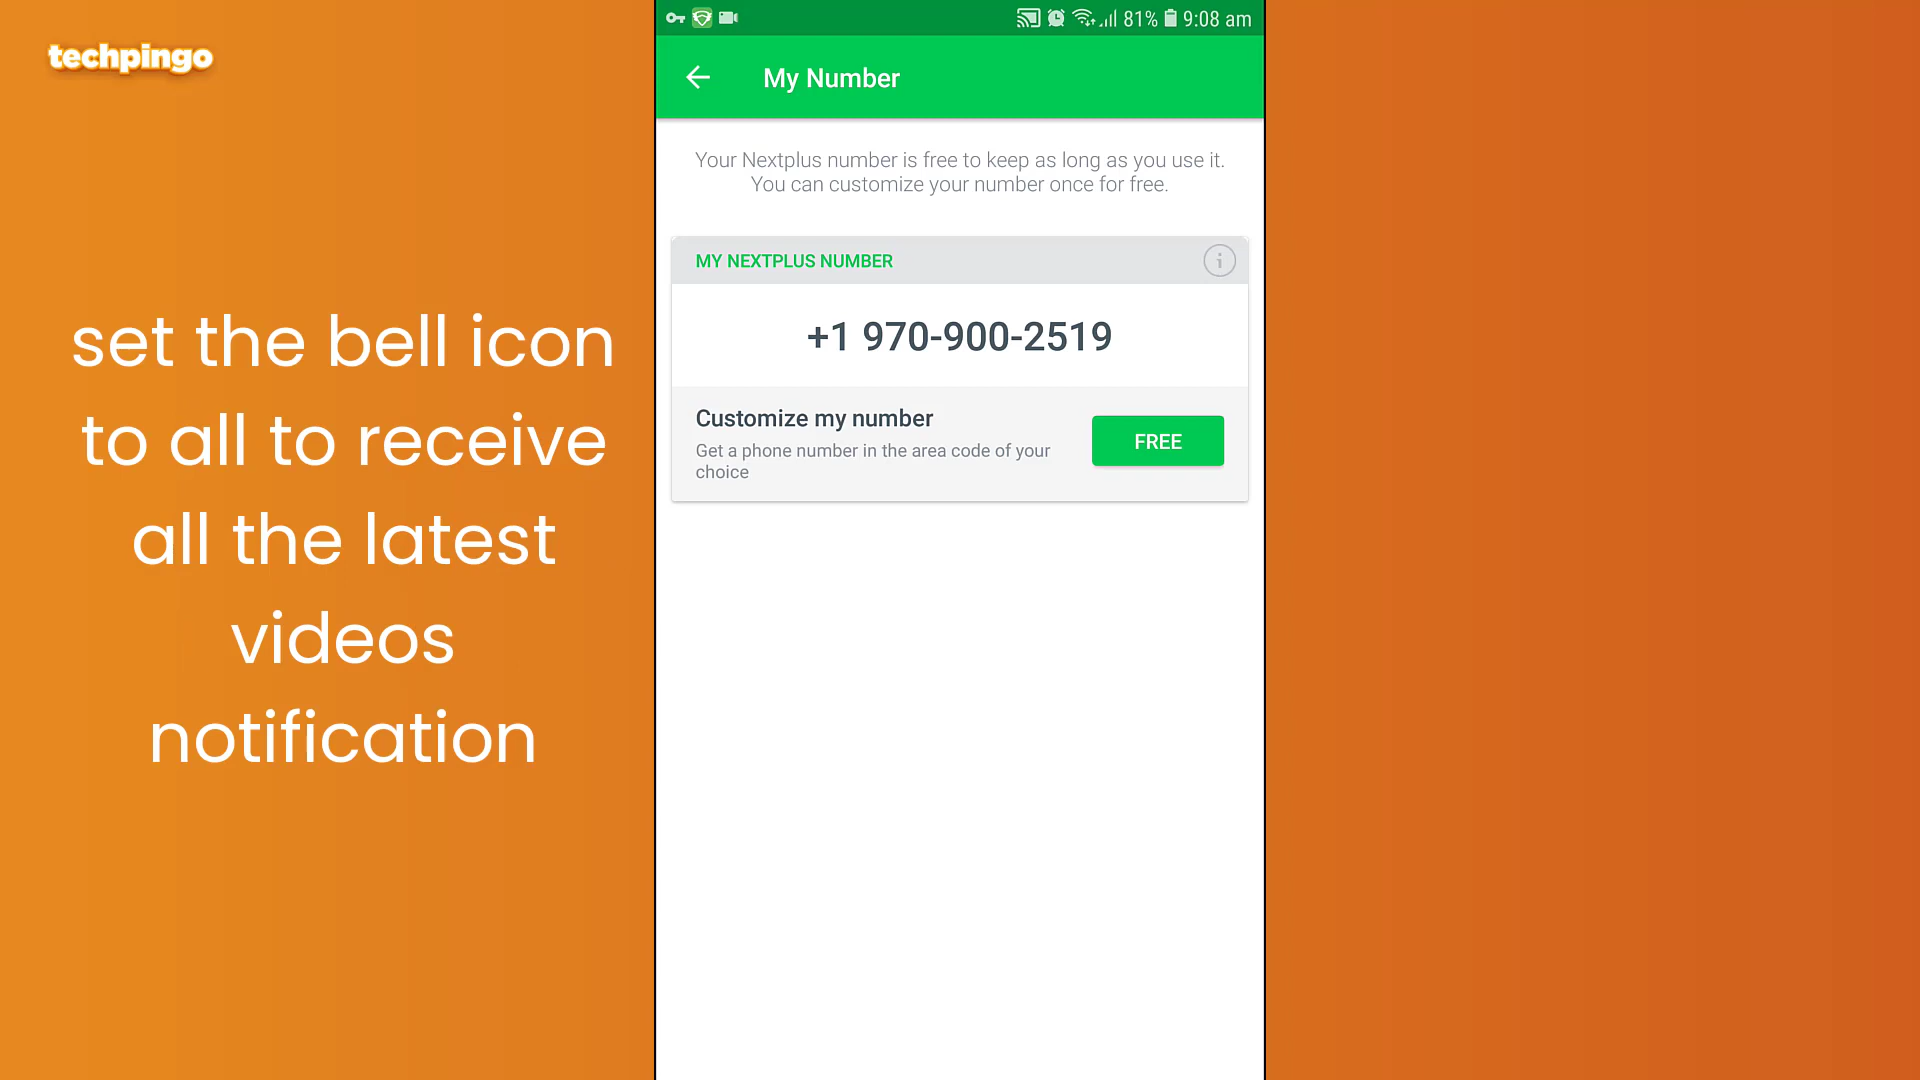 techpingo
set the bell icon
to all to receive
all the latest
videos
notification
81% 9:08 am
My Number
Your Nextplus number is free to keep as long as you use it.
You can customize your number once for free.
MY NEXTPLUS NUMBER
+1 970-900-2519
Customize my number
Get a phone number in the area code of your
choice
FREE